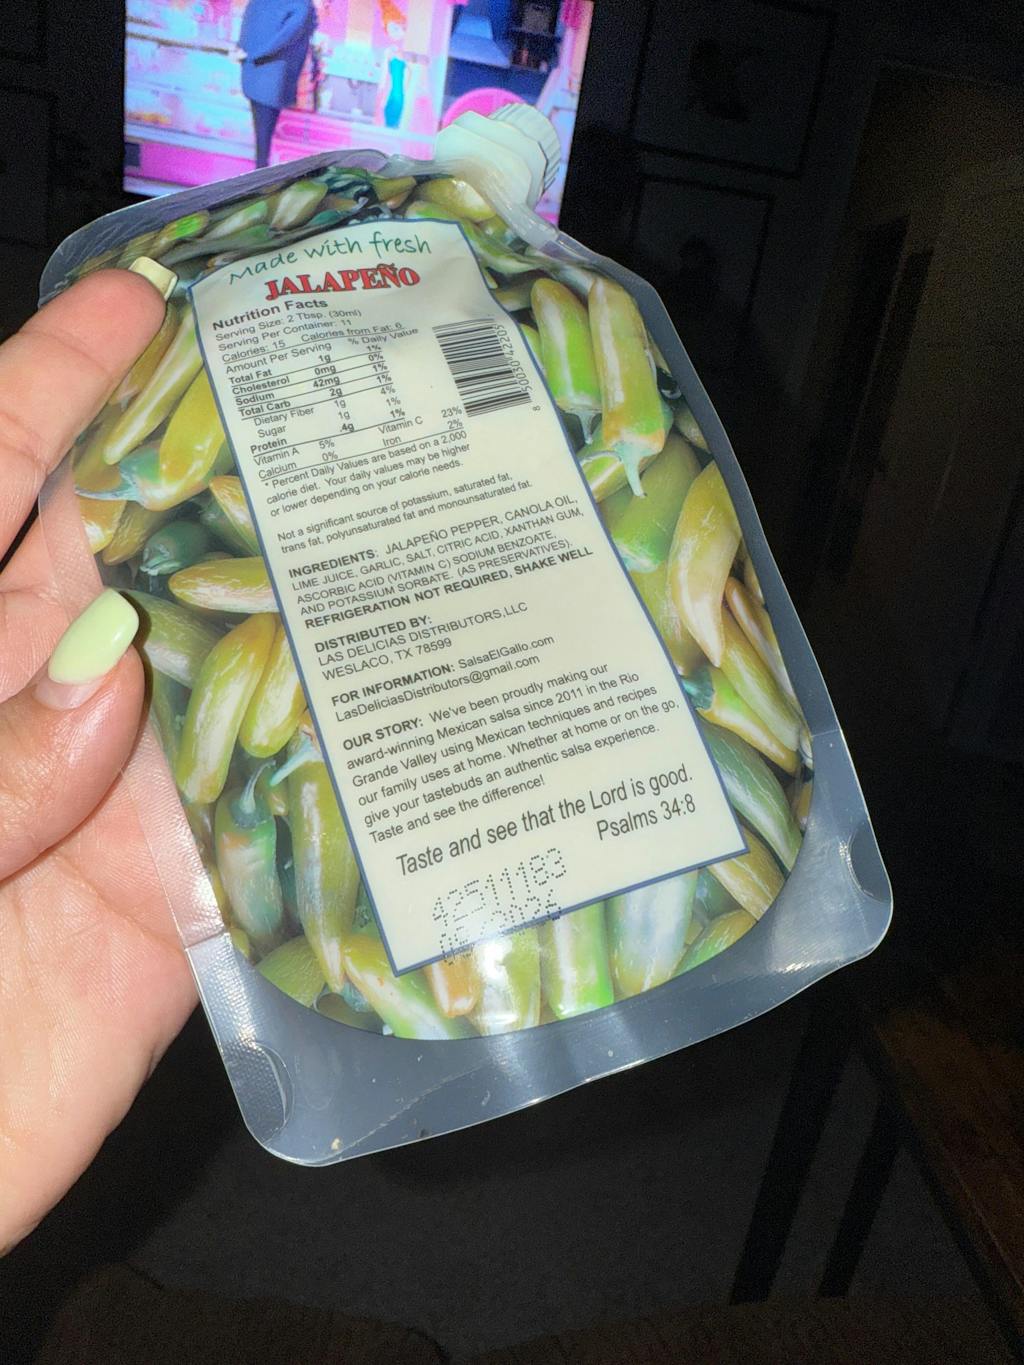 Made with fresh
JALAPEÑO
Nutrition Facts
Serving Size: 2 Tbsp. (30ml)
Serving Per Container: 11
Calories: 15 Calories from Fat: 6
Amount Per Serving % Daily Value
Total Fat 1g 1%
Cholesterol 0mg 0%
Sodium 42mg 1%
Total Carb 2g 1%
Dietary Fiber 1g 4%
Sugar 1g 1%
Protein .4g 1%
Vitamin A 5% Vitamin C 23%
Calcium 0% Iron 2%
* Percent Daily Values are based on a 2,000
calorie diet. Your daily values may be higher
or lower depending on your calorie needs.
Not a significant source of potassium, saturated fat,
trans fat, polyunsaturated fat and monounsaturated fat.
INGREDIENTS: JALAPEÑO PEPPER, CANOLA OIL,
LIME JUICE, GARLIC, SALT, CITRIC ACID, XANTHAN GUM,
ASCORBIC ACID (VITAMIN C) SODIUM BENZOATE,
AND POTASSIUM SORBATE. (AS PRESERVATIVES).
REFRIGERATION NOT REQUIRED, SHAKE WELL
DISTRIBUTED BY:
LAS DELICIAS DISTRIBUTORS,LLC
WESLACO, TX 78599
FOR INFORMATION: SalsaElGallo.com
LasDeliciasDistributors@gmail.com
OUR STORY: We've been proudly making our
award-winning Mexican salsa since 2011 in the Rio
Grande Valley using Mexican techniques and recipes
our family uses at home. Whether at home or on the go,
give your tastebuds an authentic salsa experience.
Taste and see the difference!
Taste and see that the Lord is good.
Psalms 34:8
42511183